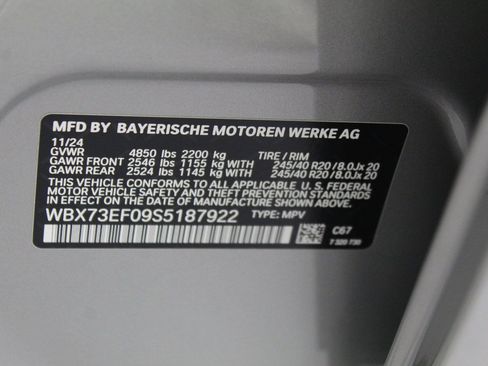 MFD BY BAYERISCHE MOTOREN WERKE AG
11/24
GVWR 4850 lbs 2200 kg TIRE / RIM
GAWR FRONT 2546 lbs 1155 kg WITH 245/40 R20 / 8.0Jx 20
GAWR REAR 2524 lbs 1145 kg WITH 245/40 R20 / 8.0Jx 20
THIS VEHICLE CONFORMS TO ALL APPLICABLE U. S. FEDERAL
MOTOR VEHICLE SAFETY AND THEFT PREVENTION STANDARDS
IN EFFECT ON THE DATE OF MANUFACTURE SHOWN ABOVE.
WBX73EF09S5187922 TYPE: MPV
C67
7 320 730